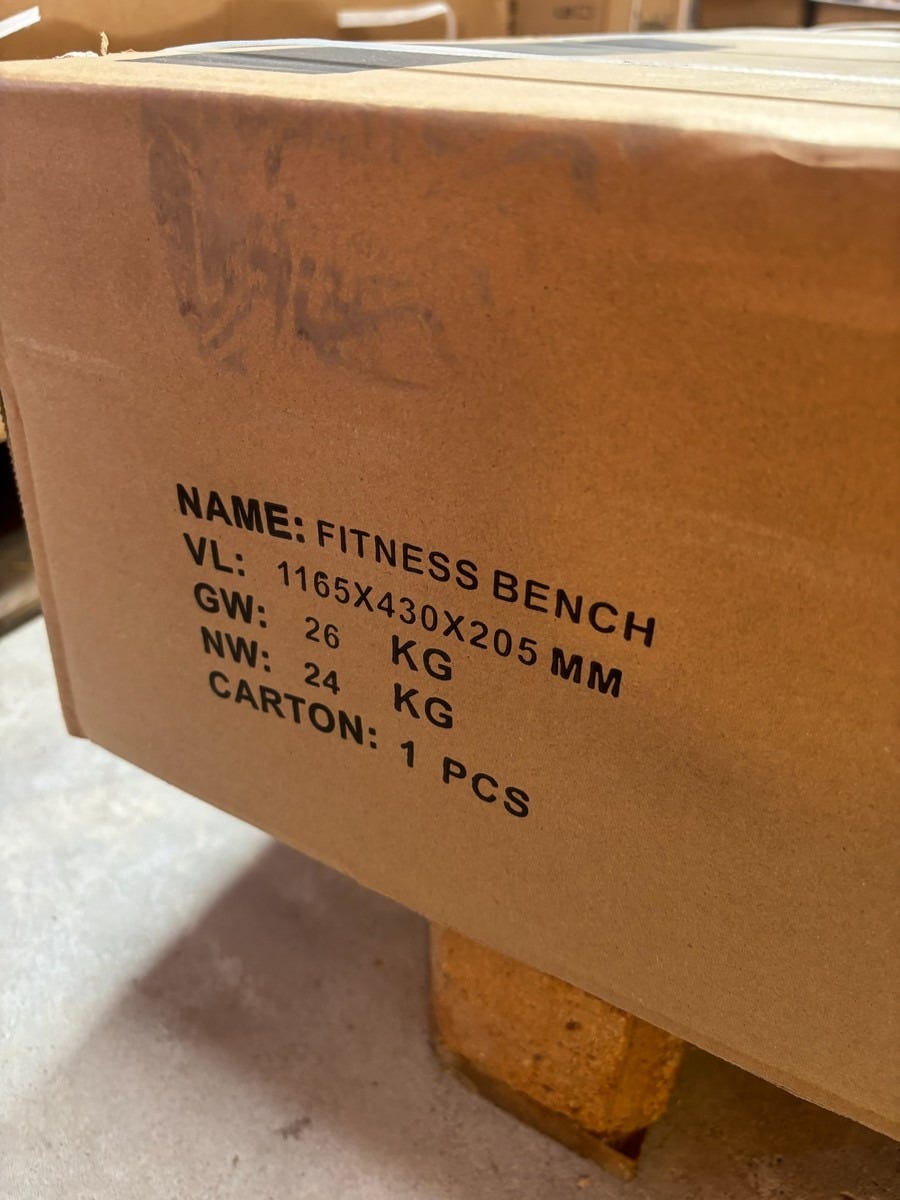 NAME: FITNESS BENCH
VL: 1165X430X205 MM
GW: 26 KG
NW: 24 KG
CARTON: 1 PCS